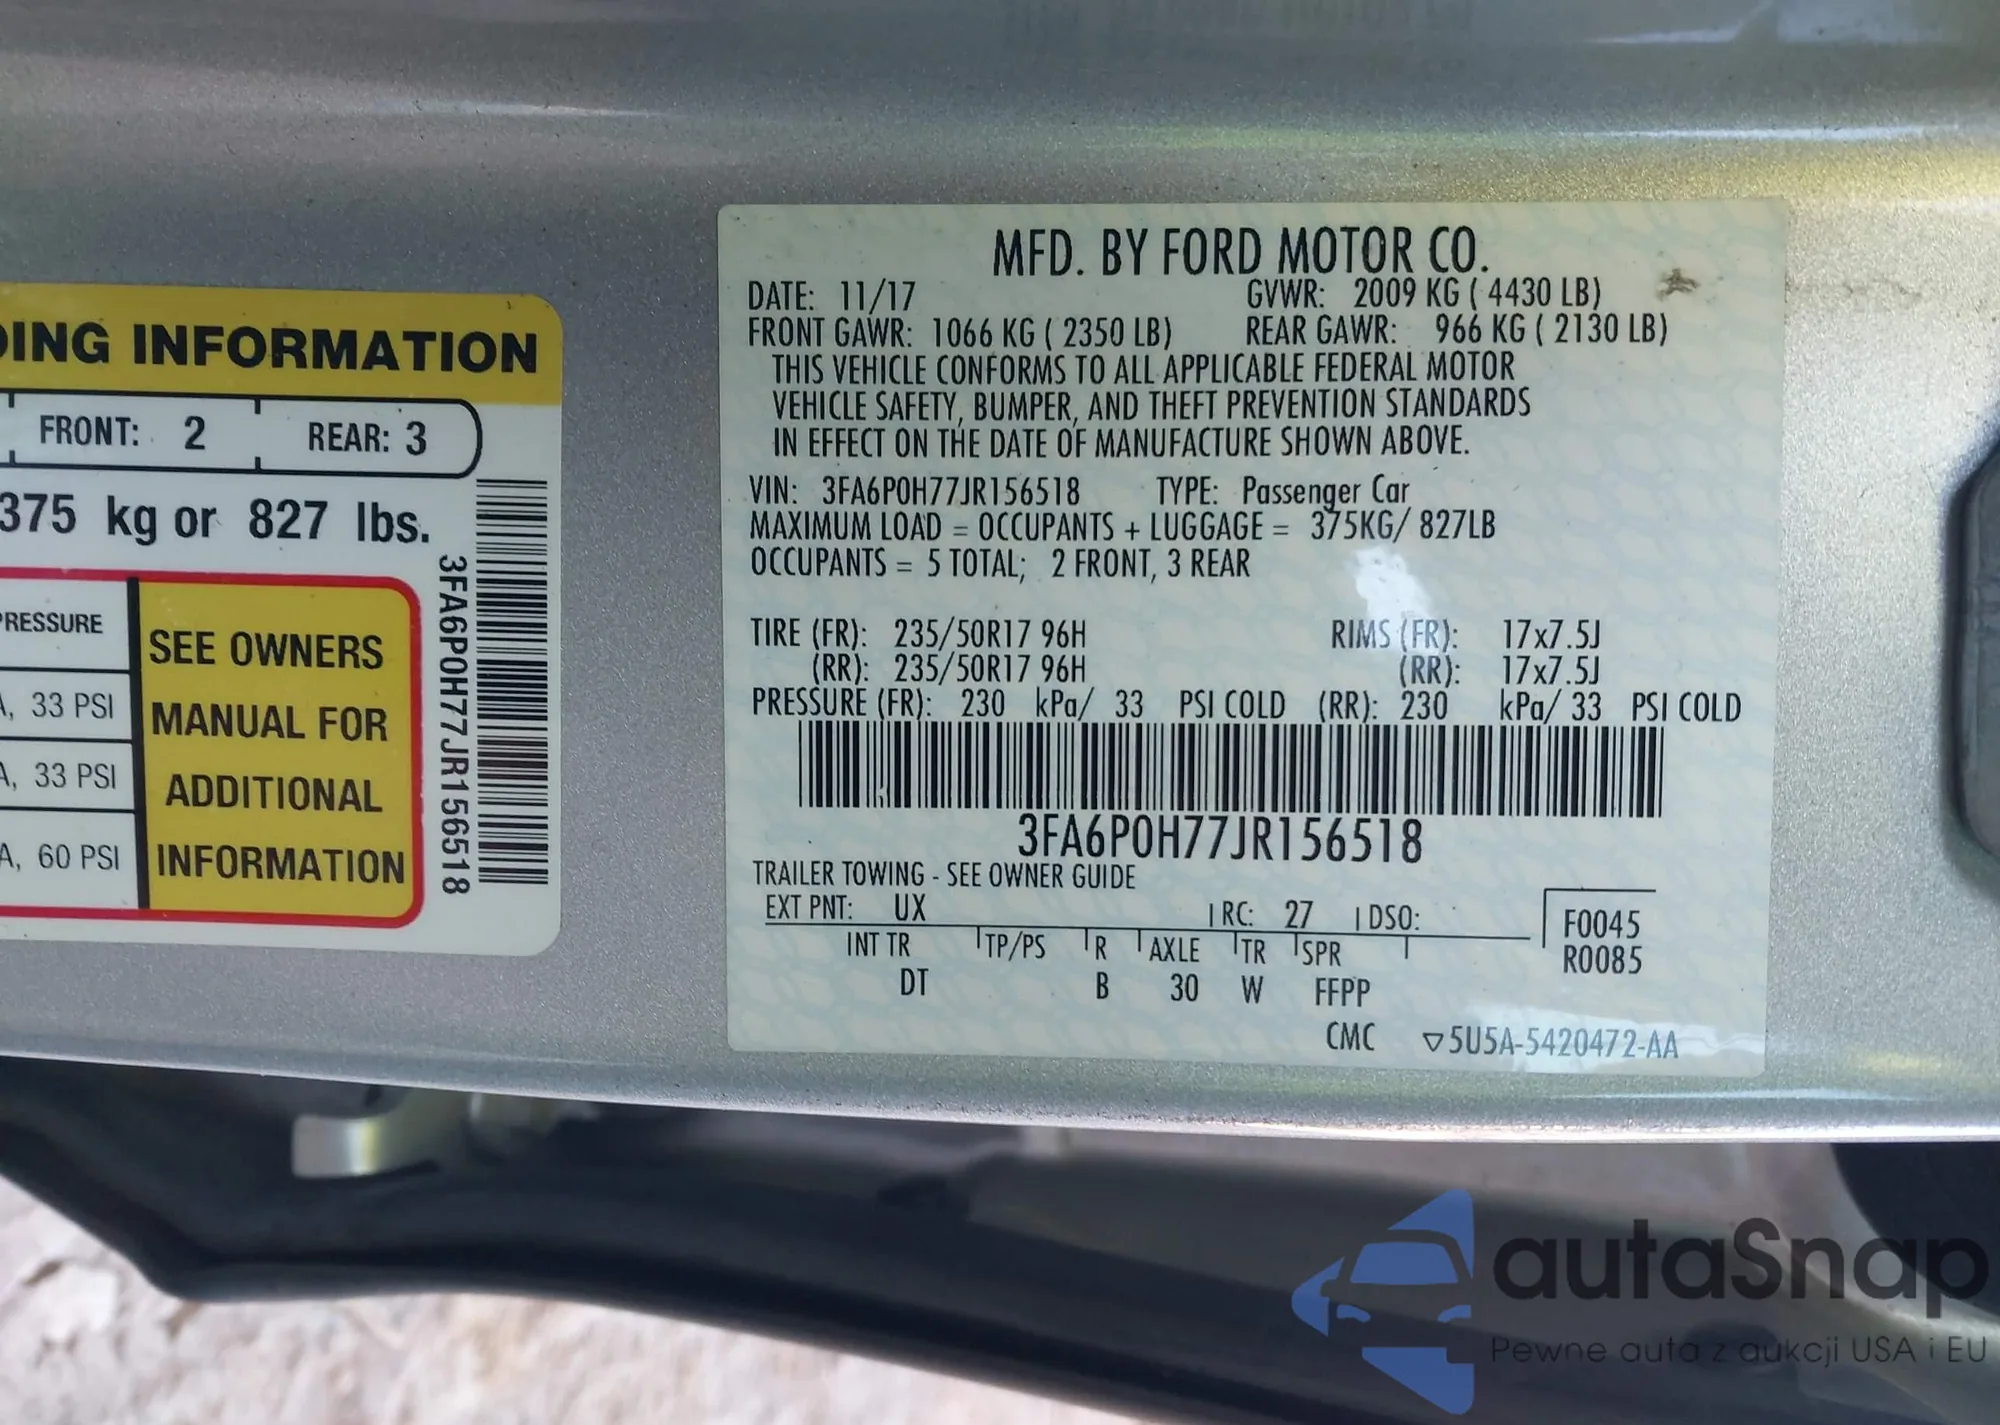 DING INFORMATION
FRONT: 2 REAR: 3
375 kg or 827 lbs.
PRESSURE
A, 33 PSI
A, 33 PSI
A, 60 PSI
SEE OWNERS
MANUAL FOR
ADDITIONAL
INFORMATION
3FA6P0H77JR156518
MFD. BY FORD MOTOR CO.
DATE: 11/17 GVWR: 2009 KG ( 4430 LB)
FRONT GAWR: 1066 KG ( 2350 LB) REAR GAWR: 966 KG ( 2130 LB)
THIS VEHICLE CONFORMS TO ALL APPLICABLE FEDERAL MOTOR
VEHICLE SAFETY, BUMPER, AND THEFT PREVENTION STANDARDS
IN EFFECT ON THE DATE OF MANUFACTURE SHOWN ABOVE.
VIN: 3FA6P0H77JR156518 TYPE: Passenger Car
MAXIMUM LOAD = OCCUPANTS + LUGGAGE = 375KG/ 827LB
OCCUPANTS = 5 TOTAL; 2 FRONT, 3 REAR
TIRE (FR): 235/50R17 96H RIMS (FR): 17x7.5J
(RR): 235/50R17 96H (RR): 17x7.5J
PRESSURE (FR): 230 kPa/ 33 PSI COLD (RR): 230 kPa/ 33 PSI COLD
3FA6P0H77JR156518
TRAILER TOWING - SEE OWNER GUIDE
EXT PNT: UX RC: 27 DSO: F0045
INT TR TP/PS R AXLE TR SPR R0085
DT B 30 W FFPP
CMC ▽5U5A-5420472-AA
autaSnap
Pewne auta z aukcji USA i EU